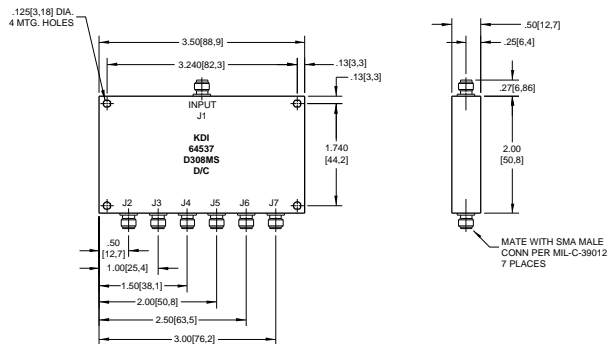 .125[3,18] DIA.
4 MTG. HOLES
3.50[88,9]
3.240[82,3]
.13[3,3]
.13[3,3]
INPUT
J1
KDI
64537
D308MS
D/C
1.740
[44,2]
J2 J3 J4 J5 J6 J7
.50
[12,7]
1.00[25,4]
1.50[38,1]
2.00[50,8]
2.50[63,5]
3.00[76,2]
.50[12,7]
.25[6,4]
.27[6,86]
2.00
[50,8]
MATE WITH SMA MALE
CONN PER MIL-C-39012
7 PLACES